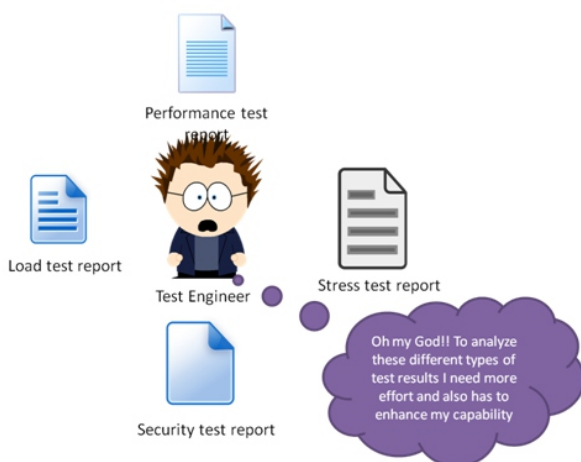 Performance test
report
Load test report
Stress test report
Test Engineer
Oh my God!! To analyze
these different types of
test results I need more
effort and also has to
enhance my capability
Security test report